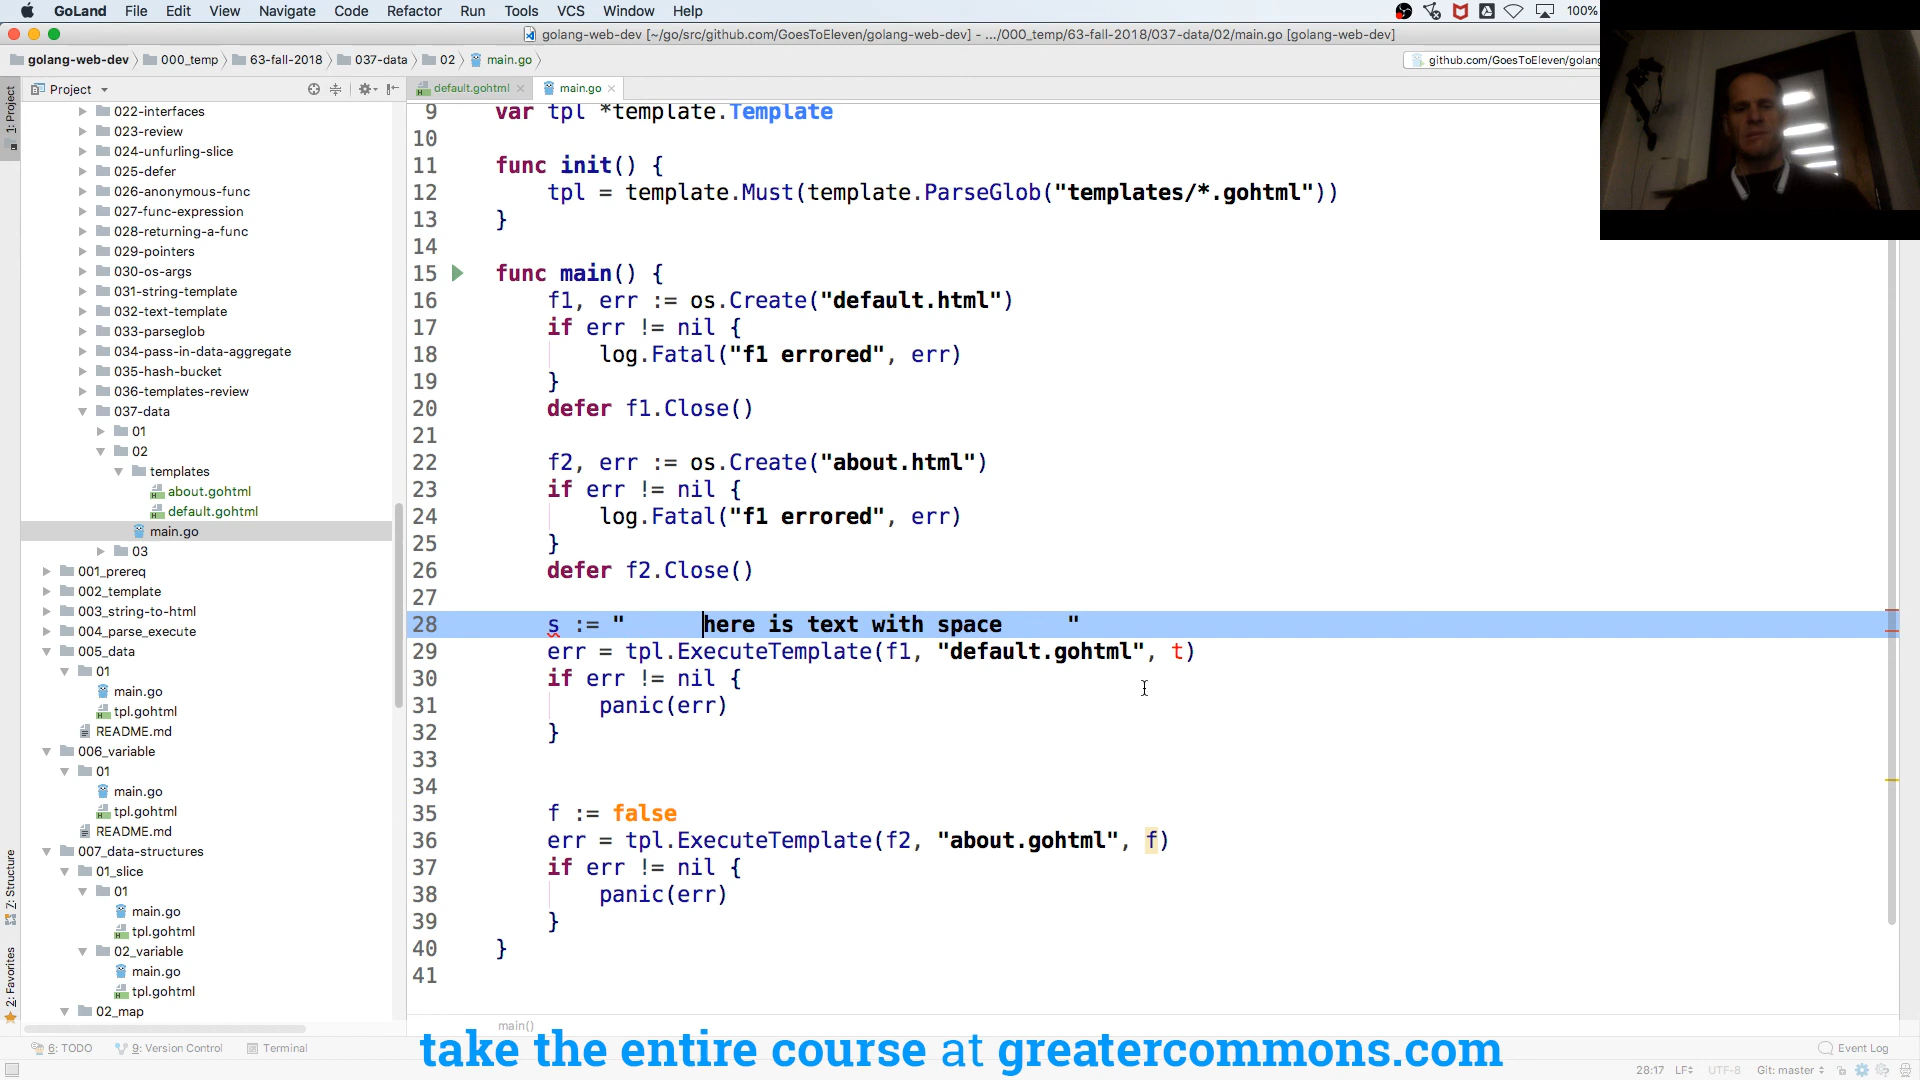 GoLand File Edit View Navigate Code Refactor Run Tools VCS Window Help
100%
golang-web-dev [~/go/src/github.com/GoesToEleven/golang-web-dev] - .../000_temp/63-fall-2018/037-data/02/main.go [golang-web-dev]
golang-web-dev 000_temp 63-fall-2018 037-data 02 main.go
github.com/GoesToEleven/golang
1: Project
Project
default.gohtml main.go
022-interfaces
023-review
024-unfurling-slice
025-defer
026-anonymous-func
027-func-expression
028-returning-a-func
029-pointers
030-os-args
031-string-template
032-text-template
033-parseglob
034-pass-in-data-aggregate
035-hash-bucket
036-templates-review
037-data
01
02
templates
about.gohtml
default.gohtml
main.go
03
001_prereq
002_template
003_string-to-html
004_parse_execute
005_data
01
main.go
tpl.gohtml
README.md
006_variable
01
main.go
tpl.gohtml
README.md
007_data-structures
01_slice
01
main.go
tpl.gohtml
02_variable
main.go
tpl.gohtml
02_map
7: Structure
2: Favorites
9 var tpl *template.Template
10
11 func init() {
12 tpl = template.Must(template.ParseGlob("templates/*.gohtml"))
13 }
14
15 func main() {
16 f1, err := os.Create("default.html")
17 if err != nil {
18 log.Fatal("f1 errored", err)
19 }
20 defer f1.Close()
21
22 f2, err := os.Create("about.html")
23 if err != nil {
24 log.Fatal("f1 errored", err)
25 }
26 defer f2.Close()
27
28 s := "      here is text with space     "
29 err = tpl.ExecuteTemplate(f1, "default.gohtml", t)
30 if err != nil {
31 panic(err)
32 }
33
34
35 f := false
36 err = tpl.ExecuteTemplate(f2, "about.gohtml", f)
37 if err != nil {
38 panic(err)
39 }
40 }
41
main()
6: TODO 9: Version Control Terminal
take the entire course at greatercommons.com
Event Log
28:17 LF UTF-8 Git: master